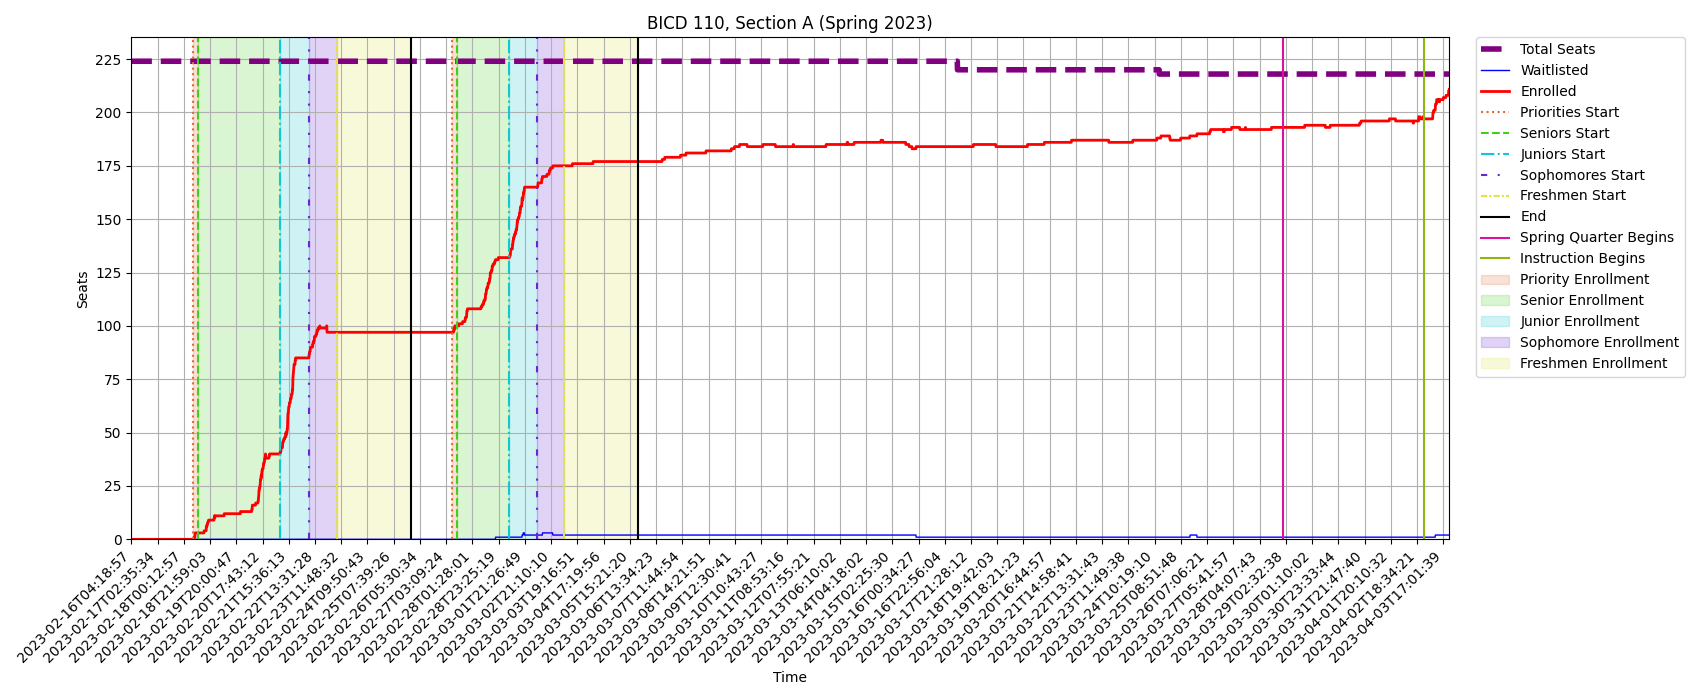 BICD 110, Section A (Spring 2023)
Seats
225
200
175
150
125
100
75
50
25
0
2023-02-16T04:18:57
2023-02-17T02:35:34
2023-02-18T00:12:57
2023-02-18T21:59:03
2023-02-19T20:00:47
2023-02-20T17:43:12
2023-02-21T15:36:13
2023-02-22T13:31:28
2023-02-23T11:48:32
2023-02-24T09:50:43
2023-02-25T07:39:26
2023-02-26T05:30:34
2023-02-27T03:09:24
2023-02-28T01:28:01
2023-02-28T23:25:19
2023-03-01T21:26:49
2023-03-02T21:10:10
2023-03-03T19:16:51
2023-03-04T17:19:56
2023-03-05T15:21:20
2023-03-06T13:34:23
2023-03-07T11:44:54
2023-03-08T14:21:51
2023-03-09T12:30:41
2023-03-10T10:43:27
2023-03-11T08:53:16
2023-03-12T07:55:21
2023-03-13T06:10:02
2023-03-14T04:18:02
2023-03-15T02:25:30
2023-03-16T00:34:27
2023-03-16T22:56:04
2023-03-17T21:28:12
2023-03-18T19:42:03
2023-03-19T18:21:23
2023-03-20T16:44:57
2023-03-21T14:58:41
2023-03-22T13:31:43
2023-03-23T11:49:38
2023-03-24T10:19:10
2023-03-25T08:51:48
2023-03-26T07:06:21
2023-03-27T05:41:57
2023-03-28T04:07:43
2023-03-29T02:32:38
2023-03-30T01:10:02
2023-03-30T23:33:44
2023-03-31T21:47:40
2023-04-01T20:10:32
2023-04-02T18:34:21
2023-04-03T17:01:39
Time
Total Seats
Waitlisted
Enrolled
Priorities Start
Seniors Start
Juniors Start
Sophomores Start
Freshmen Start
End
Spring Quarter Begins
Instruction Begins
Priority Enrollment
Senior Enrollment
Junior Enrollment
Sophomore Enrollment
Freshmen Enrollment